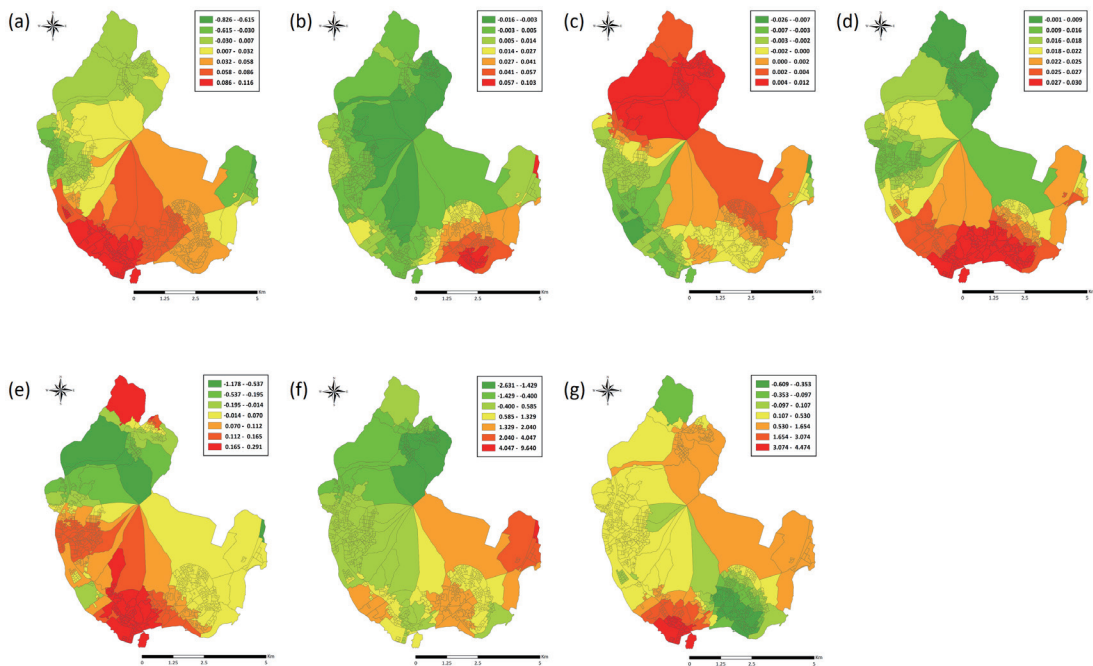 (a)
-0.826 - -0.615
-0.615 - -0.030
-0.030 - 0.007
0.007 - 0.032
0.032 - 0.058
0.058 - 0.086
0.086 - 0.116
Km
0 1.25 2.5 5
(b)
-0.016 - -0.003
-0.003 - 0.005
0.005 - 0.014
0.014 - 0.027
0.027 - 0.041
0.041 - 0.057
0.057 - 0.103
Km
0 1.25 2.5 5
(c)
-0.026 - -0.007
-0.007 - -0.003
-0.003 - -0.002
-0.002 - 0.000
0.000 - 0.002
0.002 - 0.004
0.004 - 0.012
Km
0 1.25 2.5 5
(d)
-0.001 - 0.009
0.009 - 0.016
0.016 - 0.018
0.018 - 0.022
0.022 - 0.025
0.025 - 0.027
0.027 - 0.030
0 1.25 2.5 5
(e)
-1.178 - -0.537
-0.537 - -0.195
-0.195 - -0.014
-0.014 - 0.070
0.070 - 0.112
0.112 - 0.165
0.165 - 0.291
Km
0 1.25 2.5 5
(f)
-2.631 - -1.429
-1.429 - -0.400
-0.400 - 0.585
0.585 - 1.329
1.329 - 2.040
2.040 - 4.047
4.047 - 9.640
Km
0 1.25 2.5 5
(g)
-0.609 - -0.353
-0.353 - -0.097
-0.097 - 0.107
0.107 - 0.530
0.530 - 1.654
1.654 - 3.074
3.074 - 4.474
Km
0 1.25 2.5 5